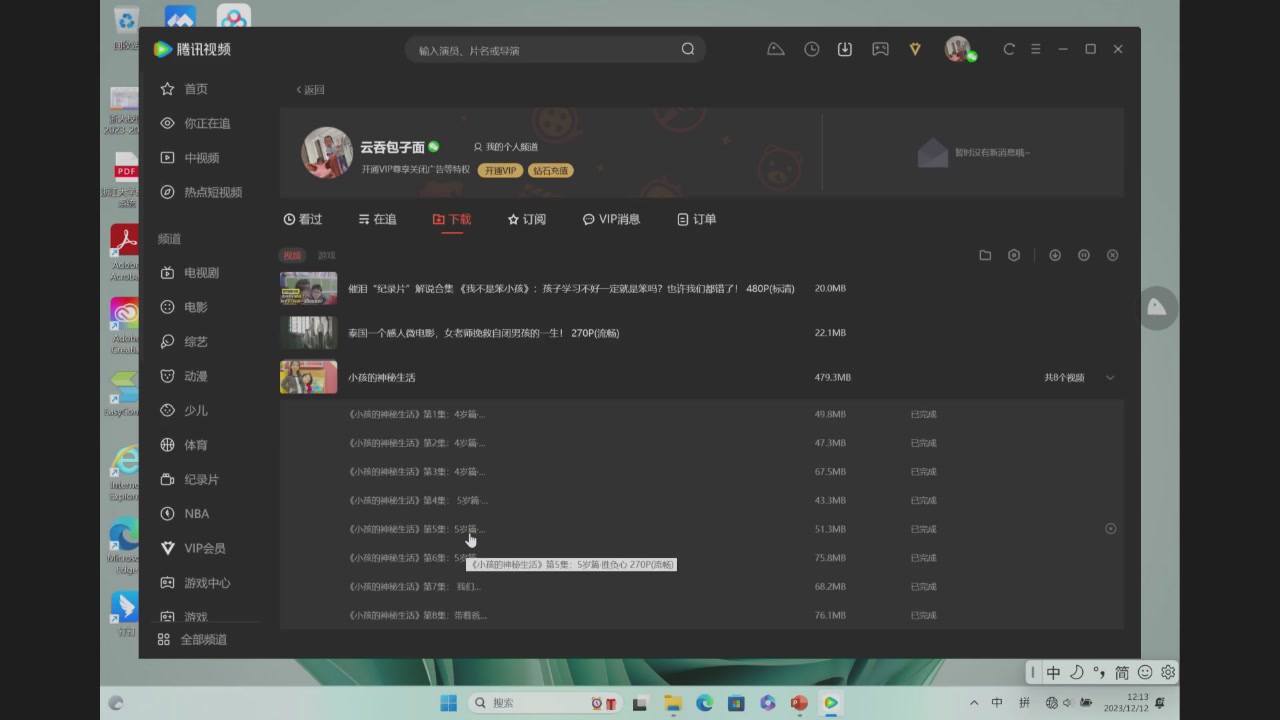 腾讯视频
输入演员、片名或导演
首页
你正在追
中视频
热点短视频
频道
电视剧
电影
综艺
动漫
少儿
体育
纪录片
NBA
VIP会员
游戏中心
游戏
全部频道
返回
云吞包子面
我的个人频道
开通VIP尊享关闭广告等特权
开通VIP
钻石充值
暂时没有新消息哦~
看过
在追
下载
订阅
VIP消息
订单
视频
游戏
催泪“纪录片”解说合集《我不是笨小孩》：孩子学习不好一定就是笨吗？也许我们都错了！ 480P(标清)
20.0MB
泰国一个感人微电影，女老师挽救自闭男孩的一生！ 270P(流畅)
22.1MB
小孩的神秘生活
479.3MB
共8个视频
《小孩的神秘生活》第1集：4岁篇·...
49.8MB
已完成
《小孩的神秘生活》第2集：4岁篇·...
47.3MB
已完成
《小孩的神秘生活》第3集：4岁篇·...
67.5MB
已完成
《小孩的神秘生活》第4集： 5岁篇·...
43.3MB
已完成
《小孩的神秘生活》第5集：5岁篇·...
51.3MB
已完成
《小孩的神秘生活》第6集：5岁篇
75.8MB
已完成
《小孩的神秘生活》第5集：5岁篇·胜负心 270P(流畅)
《小孩的神秘生活》第7集： 我们...
68.2MB
已完成
《小孩的神秘生活》第8集：带着爸...
76.1MB
已完成
PDF
中
简
搜索
中
拼
12:13
2023/12/12